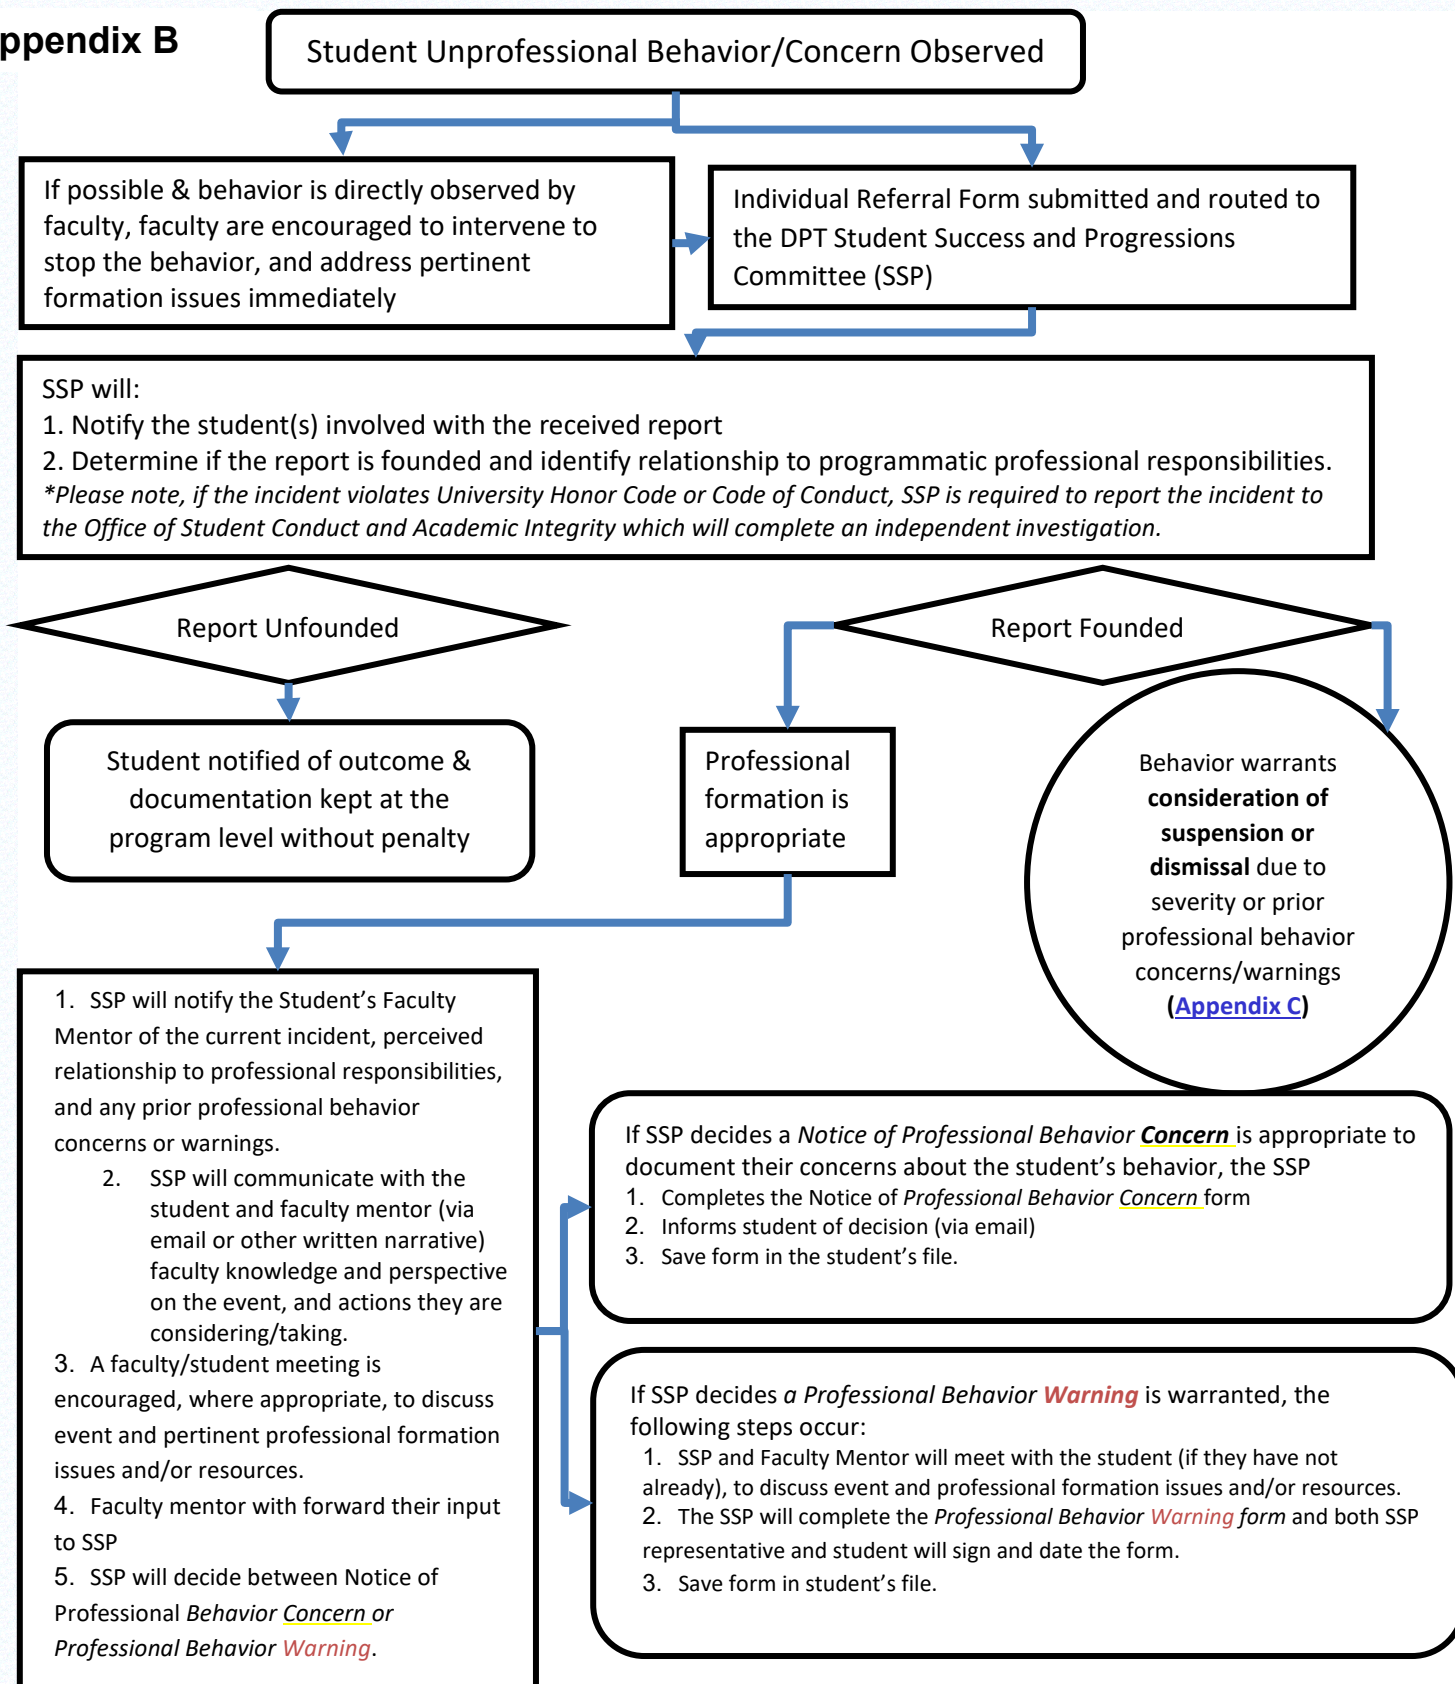 ppendix B
Student Unprofessional Behavior/Concern Observed
If possible & behavior is directly observed by
faculty, faculty are encouraged to intervene to
stop the behavior, and address pertinent
formation issues immediately
Individual Referral Form submitted and routed to
the DPT Student Success and Progressions
Committee (SSP)
SSP will:
1. Notify the student(s) involved with the received report
2. Determine if the report is founded and identify relationship to programmatic professional responsibilities.
*Please note, if the incident violates University Honor Code or Code of Conduct, SSP is required to report the incident to
the Office of Student Conduct and Academic Integrity which will complete an independent investigation.
Report Unfounded
Report Founded
Student notified of outcome &
documentation kept at the
program level without penalty
Professional
formation is
appropriate
Behavior warrants
consideration of
suspension or
dismissal due to
severity or prior
professional behavior
concerns/warnings
(Appendix C)
1. SSP will notify the Student's Faculty
Mentor of the current incident, perceived
relationship to professional responsibilities,
and any prior professional behavior
concerns or warnings.
2. SSP will communicate with the
student and faculty mentor (via
email or other written narrative)
faculty knowledge and perspective
on the event, and actions they are
considering/taking.
3. A faculty/student meeting is
encouraged, where appropriate, to discuss
event and pertinent professional formation
issues and/or resources.
4. Faculty mentor with forward their input
to SSP
5. SSP will decide between Notice of
Professional Behavior Concern or
Professional Behavior Warning.
If SSP decides a Notice of Professional Behavior Concern is appropriate to
document their concerns about the student's behavior, the SSP
1. Completes the Notice of Professional Behavior Concern form
2. Informs student of decision (via email)
3. Save form in the student's file.
If SSP decides a Professional Behavior Warning is warranted, the
following steps occur:
1. SSP and Faculty Mentor will meet with the student (if they have not
already), to discuss event and professional formation issues and/or resources.
2. The SSP will complete the Professional Behavior Warning form and both SSP
representative and student will sign and date the form.
3. Save form in student's file.